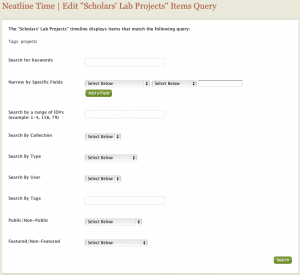 Neatline Time | Edit "Scholars' Lab Projects" Items Query
The "Scholars' Lab Projects" timeline displays items that match the following query:
Tags: projects
Search for Keywords
Narrow by Specific Fields
Select Below
Select Below
Add a Field
Search by a range of ID#s
(example: 1-4, 156, 79)
Search By Collection
Select Below
Search By Type
Select Below
Search By User
Select Below
Search By Tags
Public/Non-Public
Select Below
Featured/Non-Featured
Select Below
Search